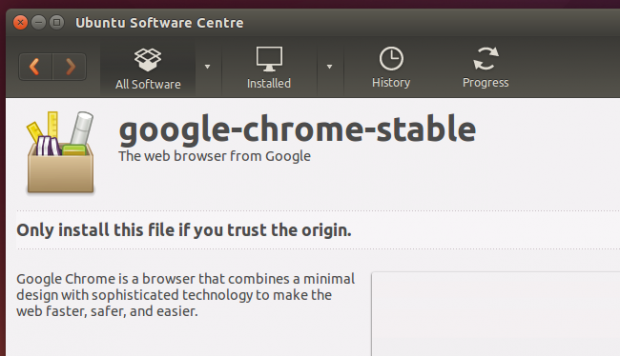 Ubuntu Software Centre
All Software
Installed
History
Progress
google-chrome-stable
The web browser from Google
Only install this file if you trust the origin.
Google Chrome is a browser that combines a minimal
design with sophisticated technology to make the
web faster, safer, and easier.